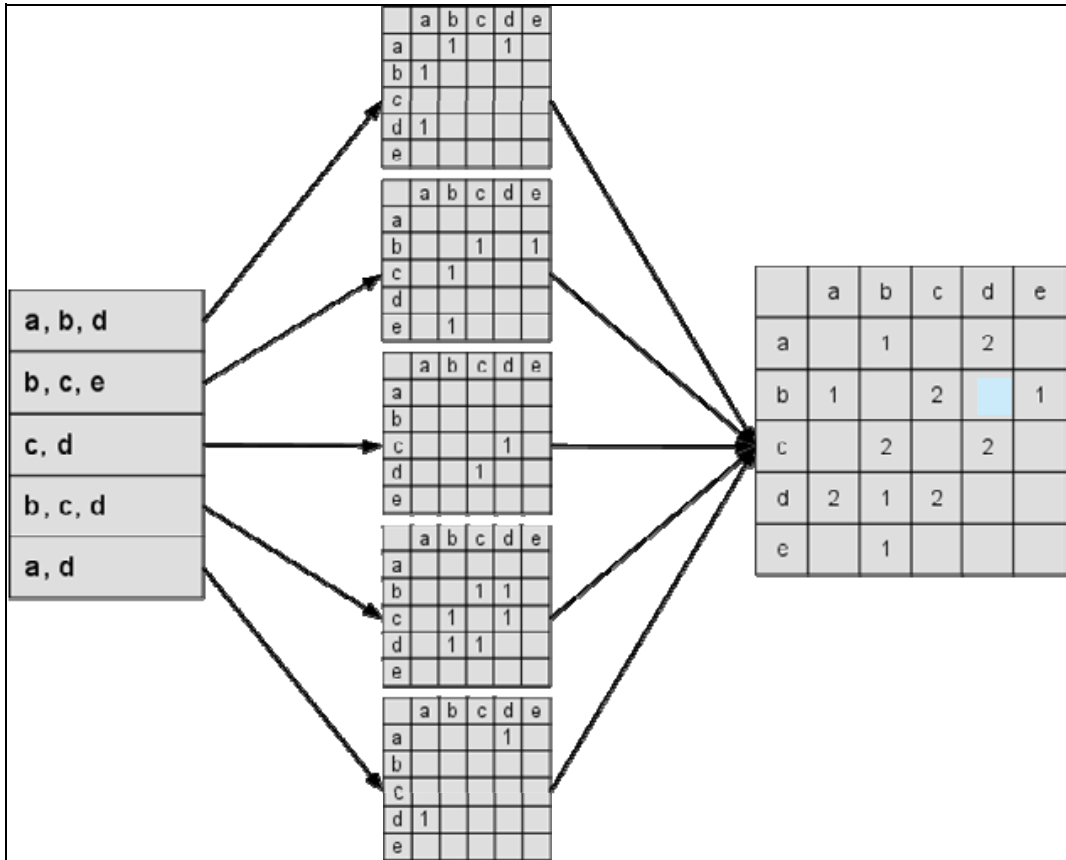 a, b, d
b, c, e
c, d
b, c, d
a, d
a b c d e
a 1 1
b 1
c
d 1
e
a b c d e
a
b 1 1
c 1
d
e 1
a b c d e
a
b
c 1
d 1
e
a b c d e
a
b 1 1
c 1 1
d 1 1
e
a b c d e
a 1
b
c
d 1
e
a b c d e
a 1 2
b 1 2 1
c 2 2
d 2 1 2
e 1